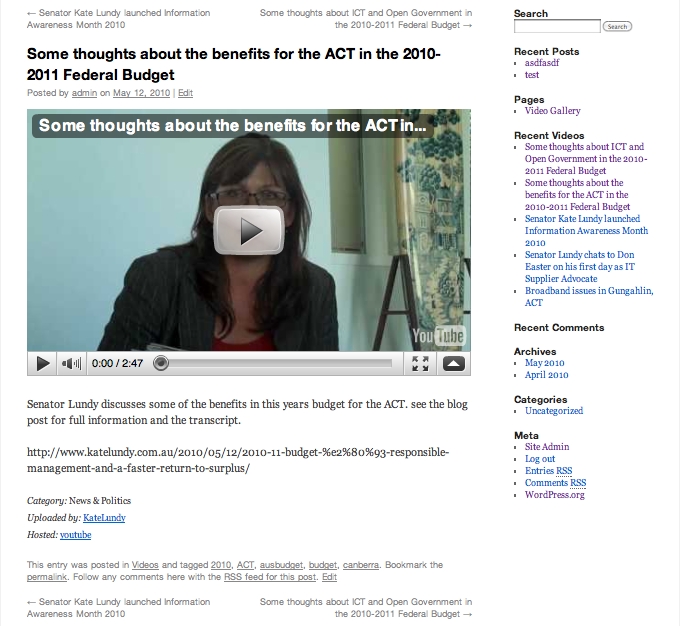 ← Senator Kate Lundy launched Information
Awareness Month 2010
Some thoughts about ICT and Open Government in
the 2010-2011 Federal Budget →
Some thoughts about the benefits for the ACT in the 2010-
2011 Federal Budget
Posted by admin on May 12, 2010 | Edit
Some thoughts about the benefits for the ACT in...
YouTube
0:00 / 2:47
Senator Lundy discusses some of the benefits in this years budget for the ACT. see the blog
post for full information and the transcript.
http://www.katelundy.com.au/2010/05/12/2010-11-budget-%e2%80%93-responsible-
management-and-a-faster-return-to-surplus/
Category: News & Politics
Uploaded by: KateLundy
Hosted: youtube
This entry was posted in Videos and tagged 2010, ACT, ausbudget, budget, canberra. Bookmark the
permalink. Follow any comments here with the RSS feed for this post. Edit
← Senator Kate Lundy launched Information
Awareness Month 2010
Some thoughts about ICT and Open Government in
the 2010-2011 Federal Budget →
Search
Search
Recent Posts
asdfasdf
test
Pages
Video Gallery
Recent Videos
Some thoughts about ICT and
Open Government in the 2010-
2011 Federal Budget
Some thoughts about the
benefits for the ACT in the
2010-2011 Federal Budget
Senator Kate Lundy launched
Information Awareness Month
2010
Senator Lundy chats to Don
Easter on his first day as IT
Supplier Advocate
Broadband issues in Gungahlin,
ACT
Recent Comments
Archives
May 2010
April 2010
Categories
Uncategorized
Meta
Site Admin
Log out
Entries RSS
Comments RSS
WordPress.org